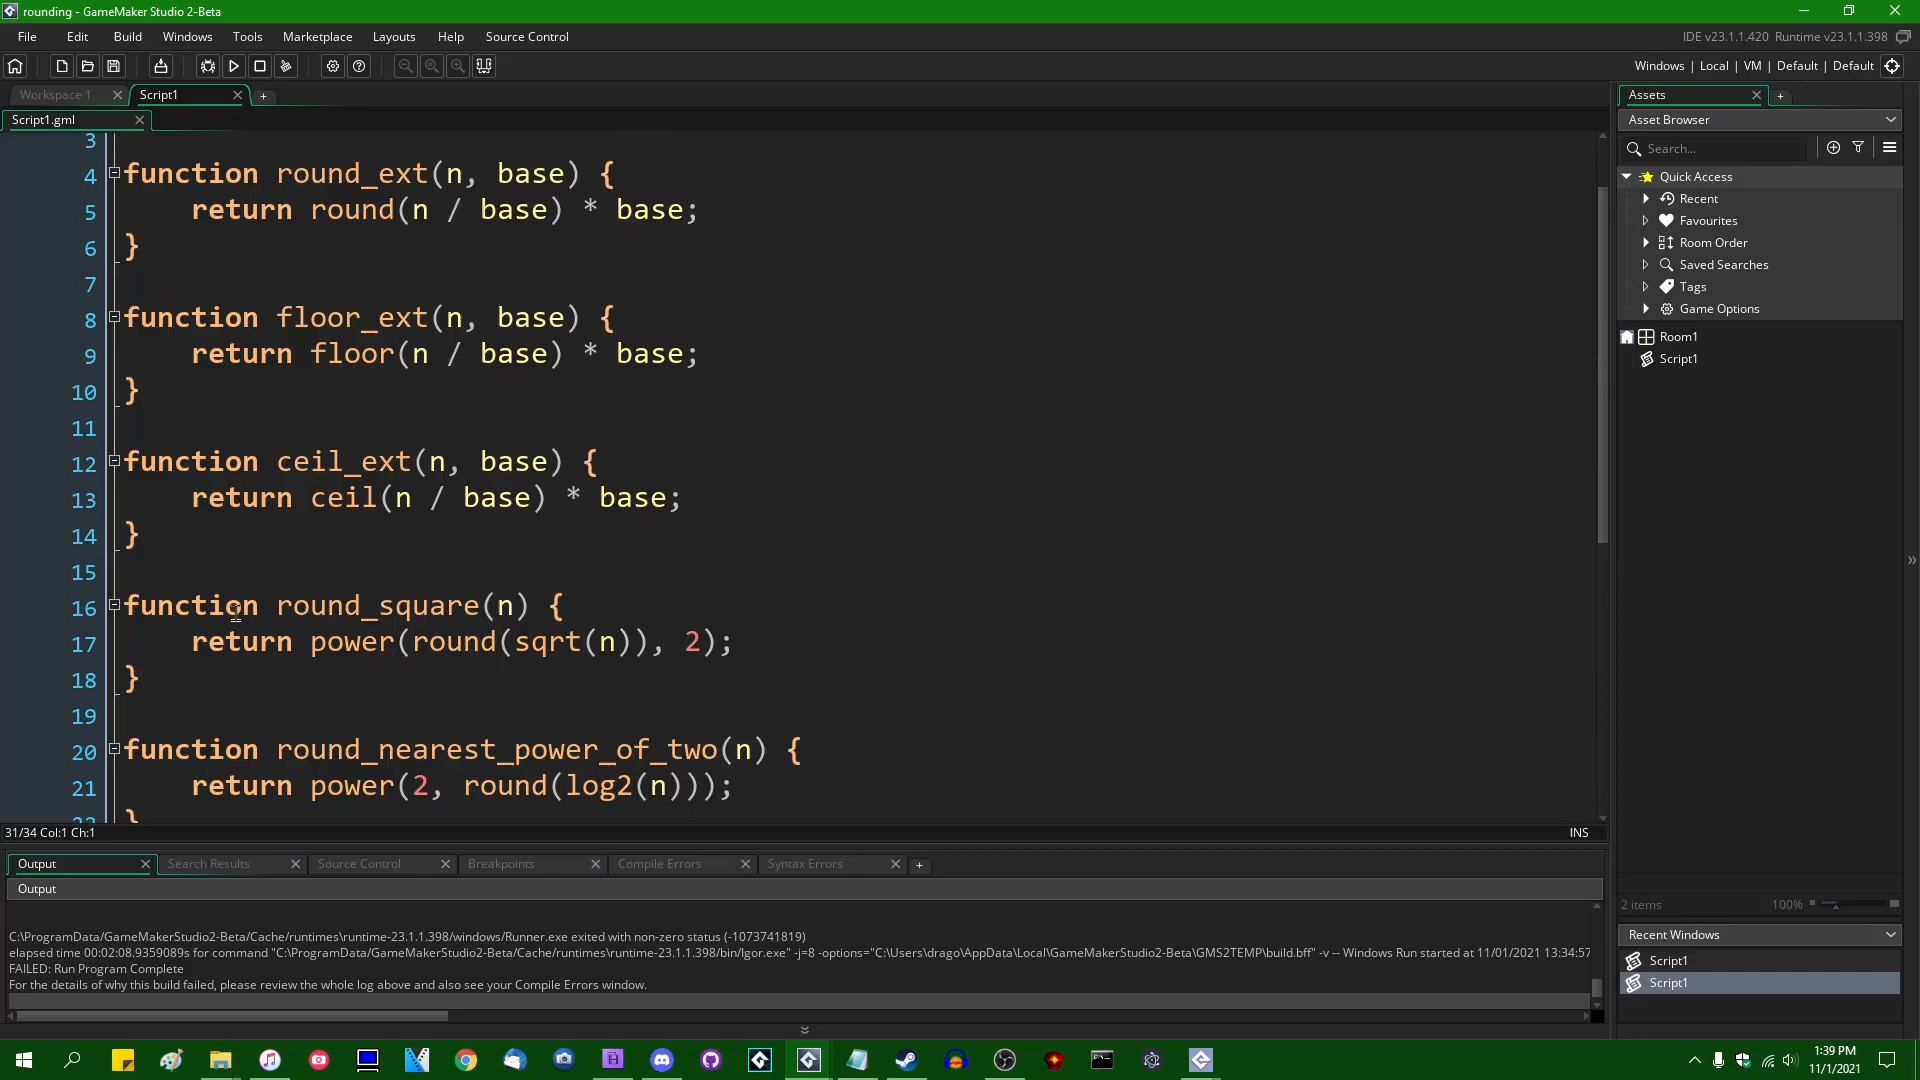 rounding - GameMaker Studio 2-Beta
File Edit Build Windows Tools Marketplace Layouts Help Source Control
IDE v23.1.1.420 Runtime v23.1.1.398
Windows | Local | VM | Default | Default
Workspace 1
Script1
Script1.gml
3
4 function round_ext(n, base) {
5 return round(n / base) * base;
6 }
7
8 function floor_ext(n, base) {
9 return floor(n / base) * base;
10 }
11
12 function ceil_ext(n, base) {
13 return ceil(n / base) * base;
14 }
15
16 function round_square(n) {
17 return power(round(sqrt(n)), 2);
18 }
19
20 function round_nearest_power_of_two(n) {
21 return power(2, round(log2(n)));
22 }
31/34 Col:1 Ch:1
INS
Output Search Results Source Control Breakpoints Compile Errors Syntax Errors
Output
C:\ProgramData/GameMakerStudio2-Beta/Cache/runtimes\runtime-23.1.1.398/windows/Runner.exe exited with non-zero status (-1073741819)
elapsed time 00:02:08.9359089s for command "C:\ProgramData/GameMakerStudio2-Beta/Cache/runtimes\runtime-23.1.1.398/bin/Igor.exe" -j=8 -options="C:\Users\drago\AppData\Local\GameMakerStudio2-Beta\GMS2TEMP\build.bff" -v -- Windows Run started at 11/01/2021 13:34:57
FAILED: Run Program Complete
For the details of why this build failed, please review the whole log above and also see your Compile Errors window.
Assets
Asset Browser
Search...
Quick Access
Recent
Favourites
Room Order
Saved Searches
Tags
Game Options
Room1
Script1
2 items
100%
Recent Windows
Script1
Script1
1:39 PM
11/1/2021